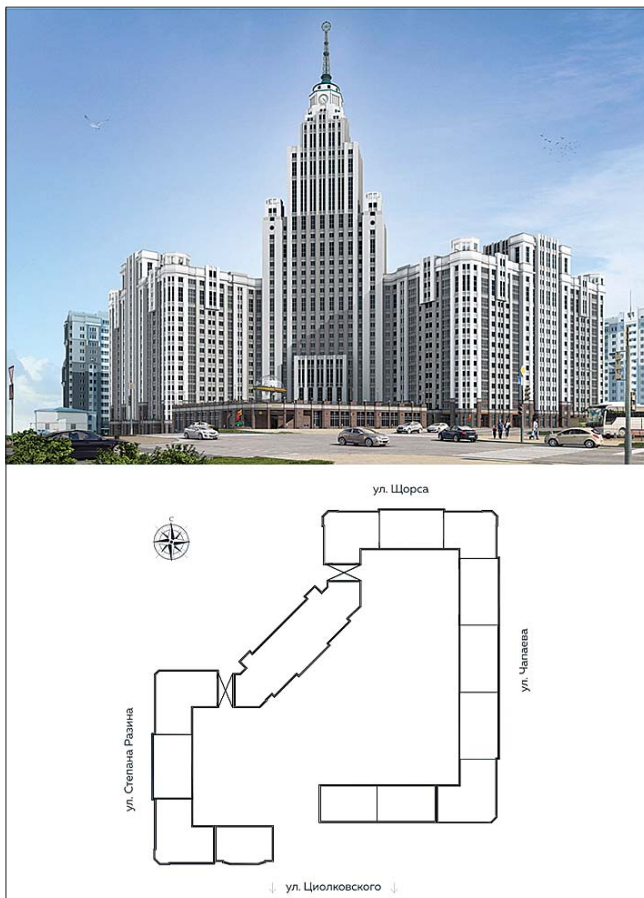 ул. Щорса
С
ул. Чапаева
ул. Степана Разина
ул. Циолковского